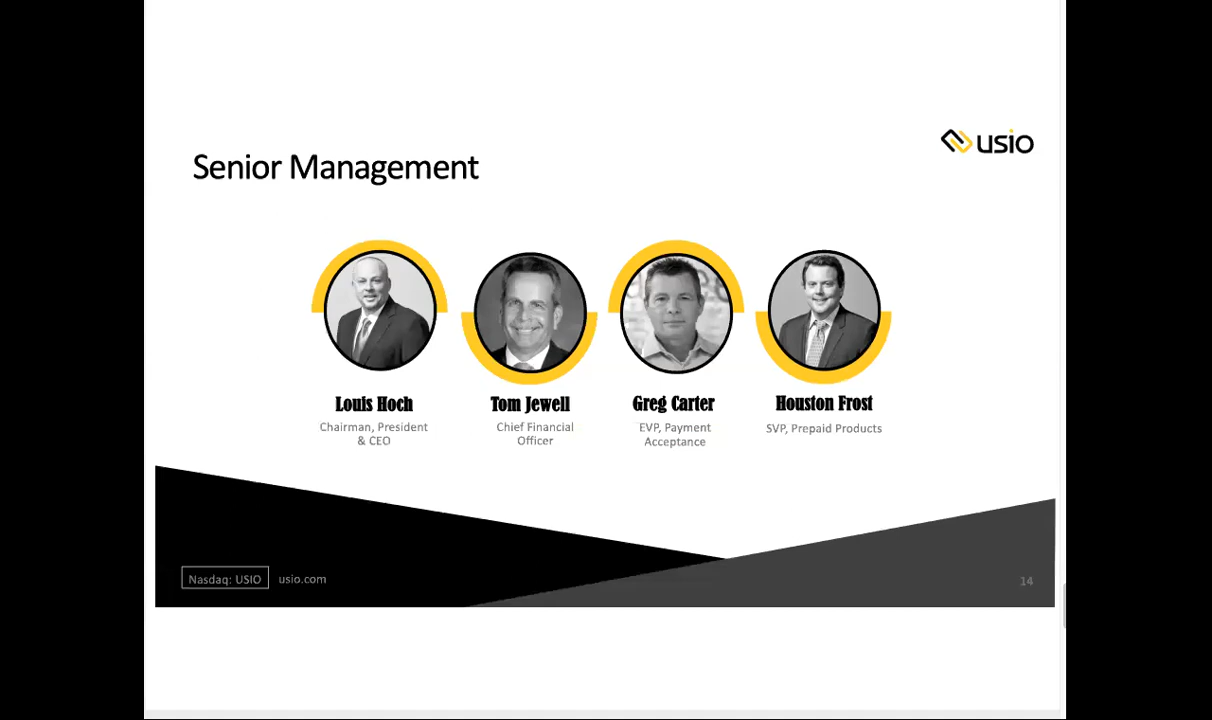 usio
Senior Management
Louis Hoch
Chairman, President
& CEO
Tom Jewell
Chief Financial
Officer
Greg Carter
EVP, Payment
Acceptance
Houston Frost
SVP, Prepaid Products
Nasdaq: USIO
usio.com
14